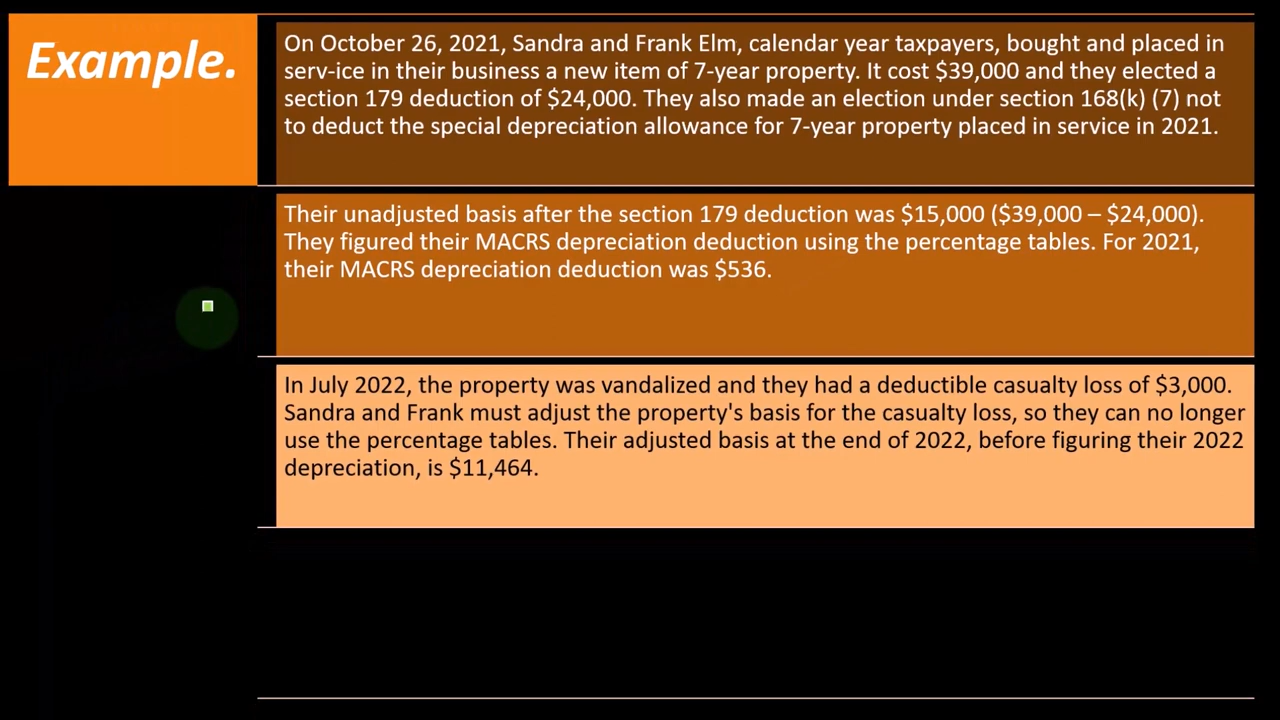 Example.
On October 26, 2021, Sandra and Frank Elm, calendar year taxpayers, bought and placed in
serv-ice in their business a new item of 7-year property. It cost $39,000 and they elected a
section 179 deduction of $24,000. They also made an election under section 168(k) (7) not
to deduct the special depreciation allowance for 7-year property placed in service in 2021.
Their unadjusted basis after the section 179 deduction was $15,000 ($39,000 – $24,000).
They figured their MACRS depreciation deduction using the percentage tables. For 2021,
their MACRS depreciation deduction was $536.
In July 2022, the property was vandalized and they had a deductible casualty loss of $3,000.
Sandra and Frank must adjust the property's basis for the casualty loss, so they can no longer
use the percentage tables. Their adjusted basis at the end of 2022, before figuring their 2022
depreciation, is $11,464.